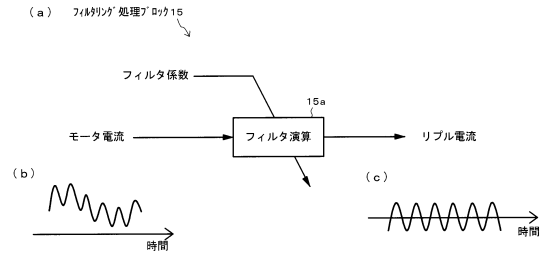 (a) ﾌｨﾙﾀﾘﾝｸﾞ処理ﾌﾞﾛｯｸ15
フィルタ係数
15a
モータ電流 フィルタ演算 リプル電流
(b) (c)
時間 時間